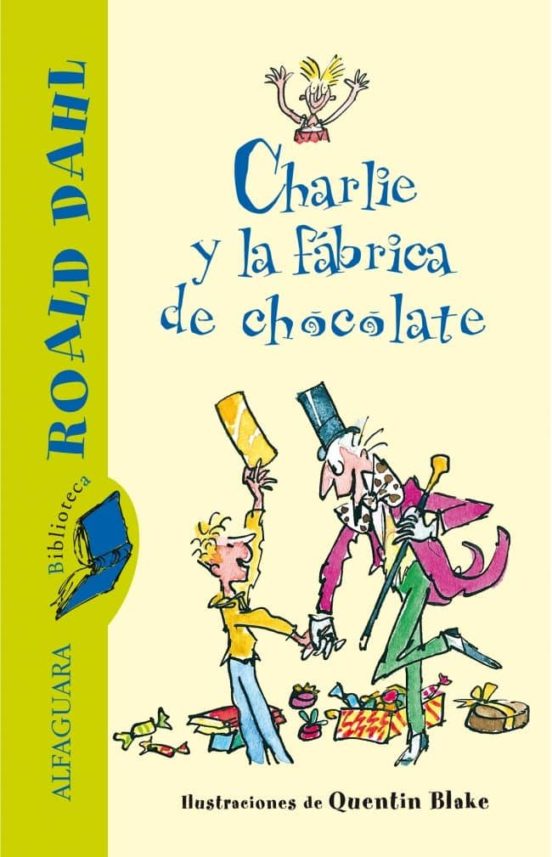 Charlie
y la fábrica
de chocolate
ROALD DAHL
Biblioteca
ALFAGUARA
Ilustraciones de Quentin Blake